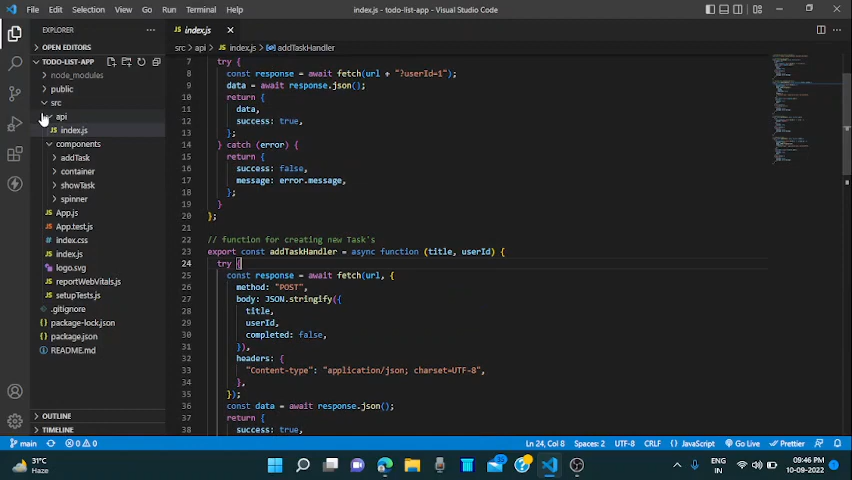 File Edit Selection View Go Run Terminal Help
index.js - todo-list-app - Visual Studio Code
EXPLORER
OPEN EDITORS
TODO-LIST-APP
node_modules
public
src
api
index.js
components
addTask
container
showTask
spinner
App.js
App.test.js
index.css
index.js
logo.svg
reportWebVitals.js
setupTests.js
.gitignore
package-lock.json
package.json
README.md
OUTLINE
TIMELINE
index.js
src > api > index.js > addTaskHandler
7 try {
8 const response = await fetch(url + "?userId=1");
9 data = await response.json();
10 return {
11 data,
12 success: true,
13 };
14 } catch (error) {
15 return {
16 success: false,
17 message: error.message,
18 };
19 }
20 };
21
22 // function for creating new Task's
23 export const addTaskHandler = async function (title, userId) {
24 try {
25 const response = await fetch(url, {
26 method: "POST",
27 body: JSON.stringify({
28 title,
29 userId,
30 completed: false,
31 }),
32 headers: {
33 "Content-type": "application/json; charset=UTF-8",
34 },
35 });
36 const data = await response.json();
37 return {
38 success: true,
main 0 0
Ln 24, Col 8 Spaces: 2 UTF-8 CRLF {} JavaScript Go Live Prettier
31°C
Haze
ENG
IN
09:46 PM
10-09-2022